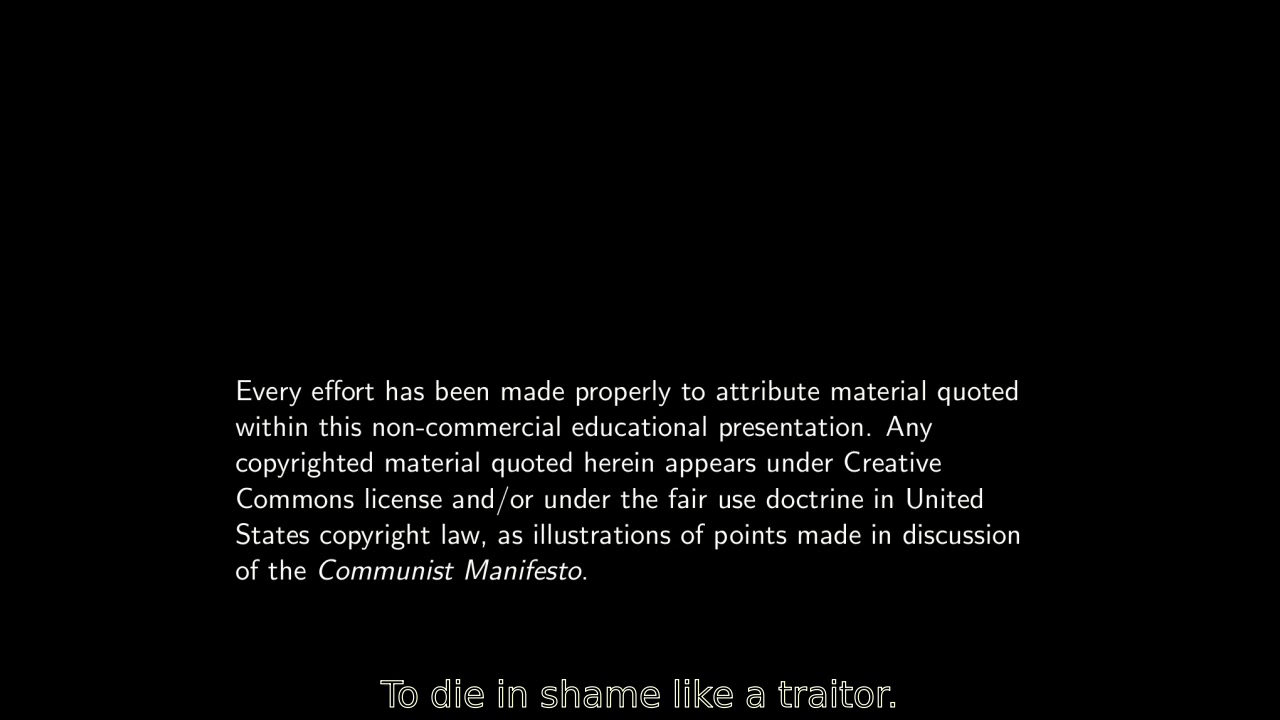 Every effort has been made properly to attribute material quoted
within this non-commercial educational presentation. Any
copyrighted material quoted herein appears under Creative
Commons license and/or under the fair use doctrine in United
States copyright law, as illustrations of points made in discussion
of the Communist Manifesto.
To die in shame like a traitor.